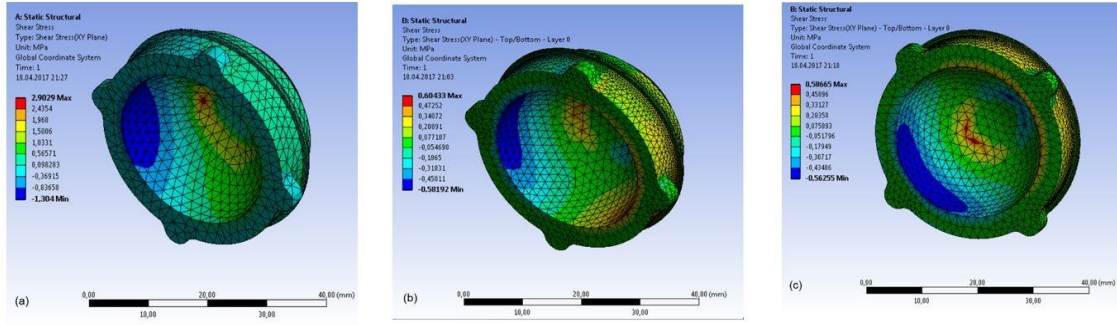 A: Static Structural
Shear Stress
Type: Shear Stress(XY Plane)
Unit: MPa
Global Coordinate System
Time: 1
18.04.2017 21:27
2,9029 Max
2,4354
1,968
1,5006
1,0331
0,56571
0,098283
-0,36915
-0,83658
-1,304 Min
(a)
0,00 20,00 40,00 (mm)
10,00 30,00
B: Static Structural
Shear Stress
Type: Shear Stress(XY Plane) - Top/Bottom - Layer 0
Unit: MPa
Global Coordinate System
Time: 1
18.04.2017 21:03
0,60433 Max
0,47252
0,34072
0,20891
0,077107
-0,054698
-0,1865
-0,31831
-0,45011
-0,58192 Min
(b)
0,00 20,00 40,00 (mm)
10,00 30,00
B: Static Structural
Shear Stress
Type: Shear Stress(XY Plane) - Top/Bottom - Layer 0
Unit: MPa
Global Coordinate System
Time: 1
18.04.2017 21:10
0,58665 Max
0,45896
0,33127
0,20358
0,075893
-0,051796
-0,17949
-0,30717
-0,43486
-0,56255 Min
(c)
0,00 20,00 40,00 (mm)
10,00 30,00